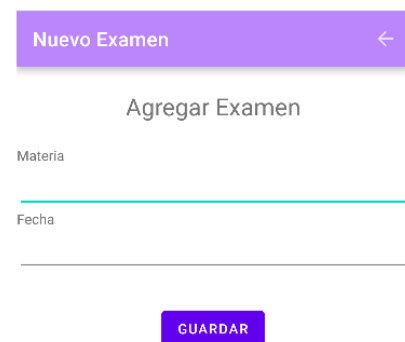 Nuevo Examen
Agregar Examen
Materia
Fecha
GUARDAR